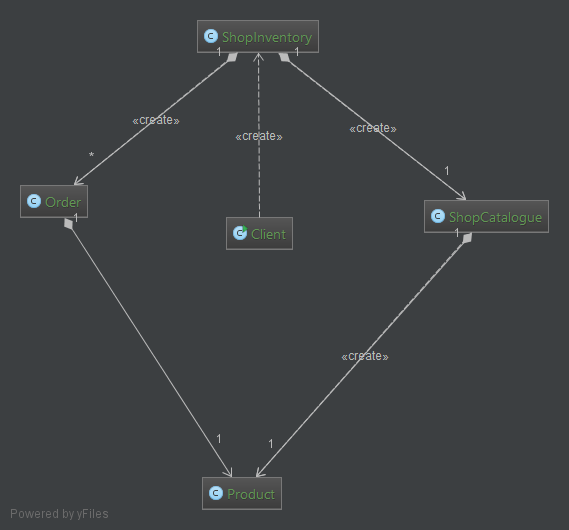 C ShopInventory
1 1
«create»
«create»
«create»
*
1
C Order
1
C ShopCatalogue
1
C Client
«create»
1
1
C Product
Powered by yFiles